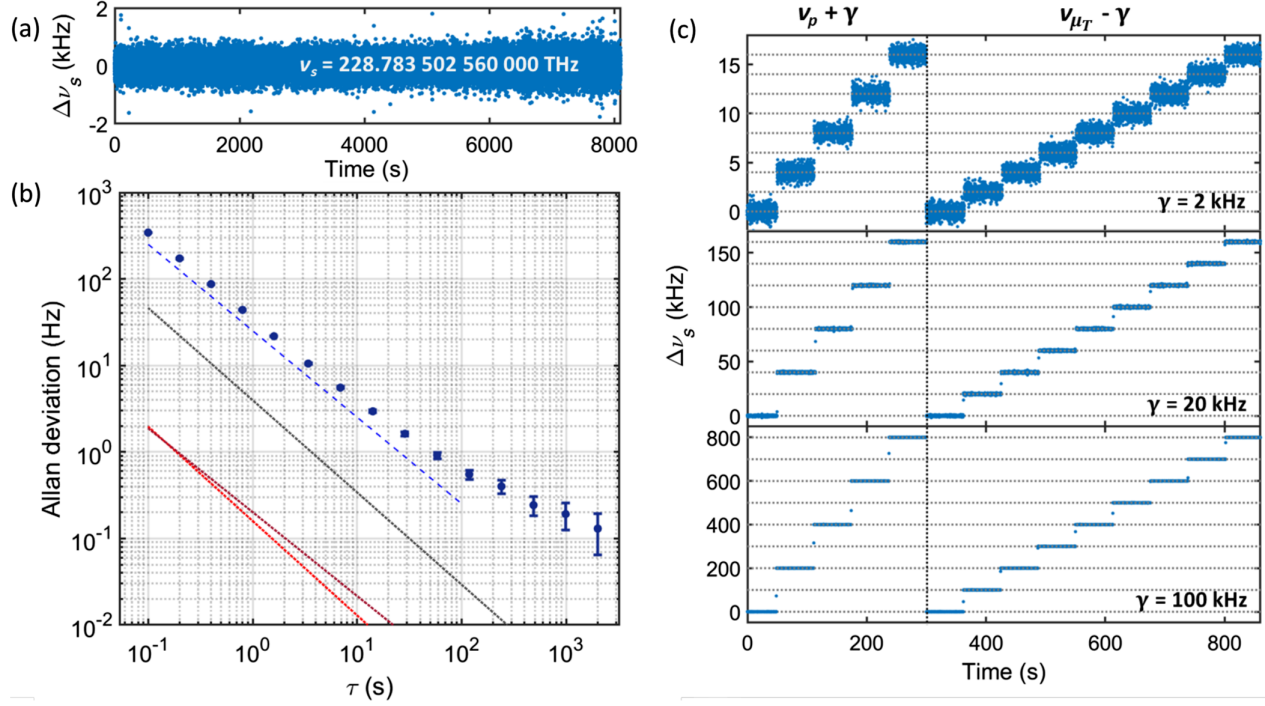 (a)
2
0
-2
Δν_s (kHz)
ν_s = 228.783 502 560 000 THz
0 2000 4000 6000 8000
Time (s)
(b)
10^3
10^2
10^1
10^0
10^-1
10^-2
Allan deviation (Hz)
10^-1 10^0 10^1 10^2 10^3
τ (s)
(c)
ν_p + γ ν_{μ_T} - γ
15
10
5
0
γ = 2 kHz
150
100
50
0
Δν_s (kHz)
γ = 20 kHz
800
600
400
200
0
γ = 100 kHz
0 200 400 600 800
Time (s)